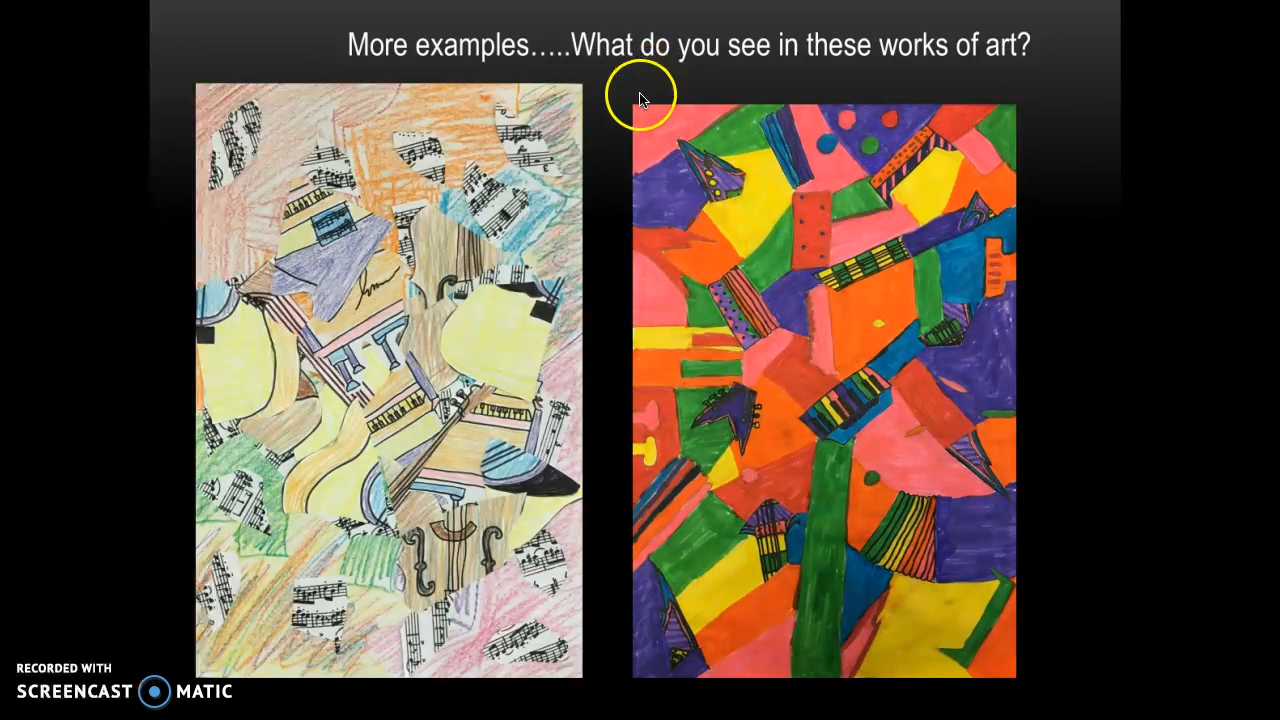 More examples…..What do you see in these works of art?
RECORDED WITH
SCREENCAST MATIC